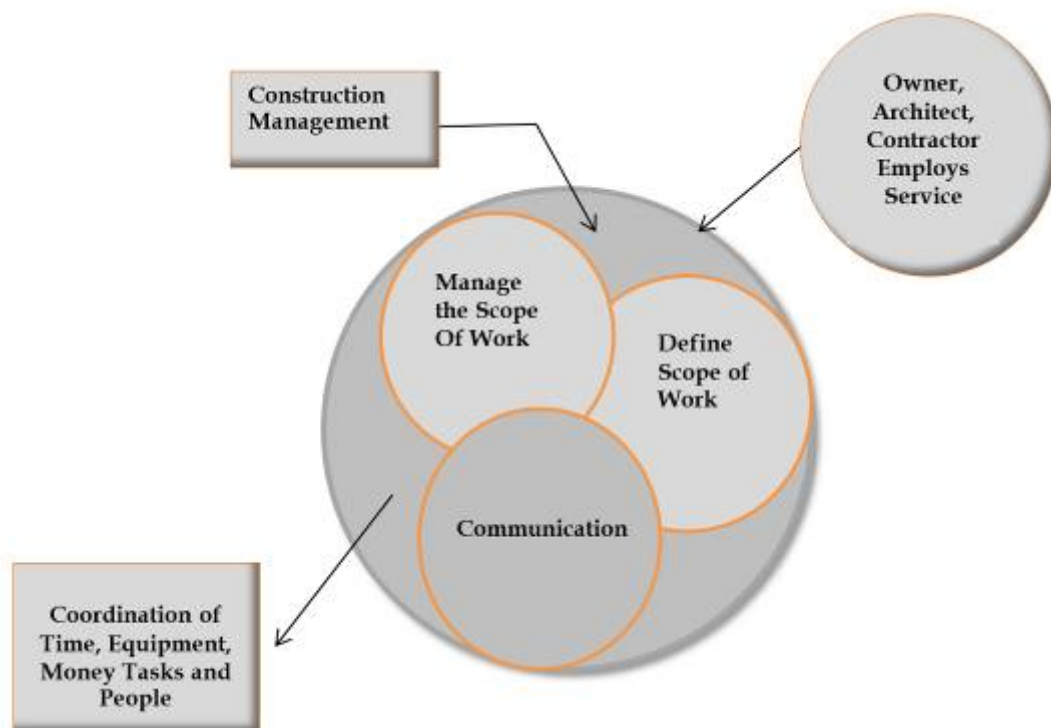 Construction
Management
Owner,
Architect,
Contractor
Employs
Service
Manage
the Scope
Of Work
Define
Scope of
Work
Communication
Coordination of
Time, Equipment,
Money Tasks and
People